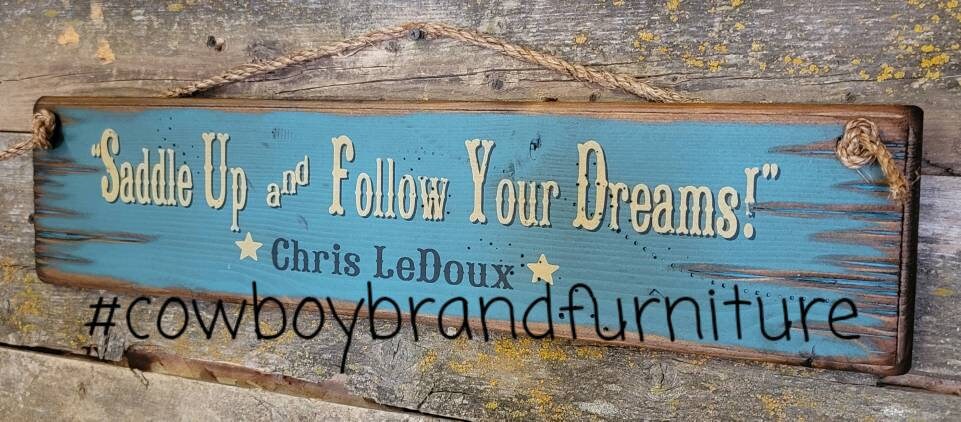 "Saddle Up and Follow Your Dreams!"
Chris LeDoux
#cowboybrandfurniture